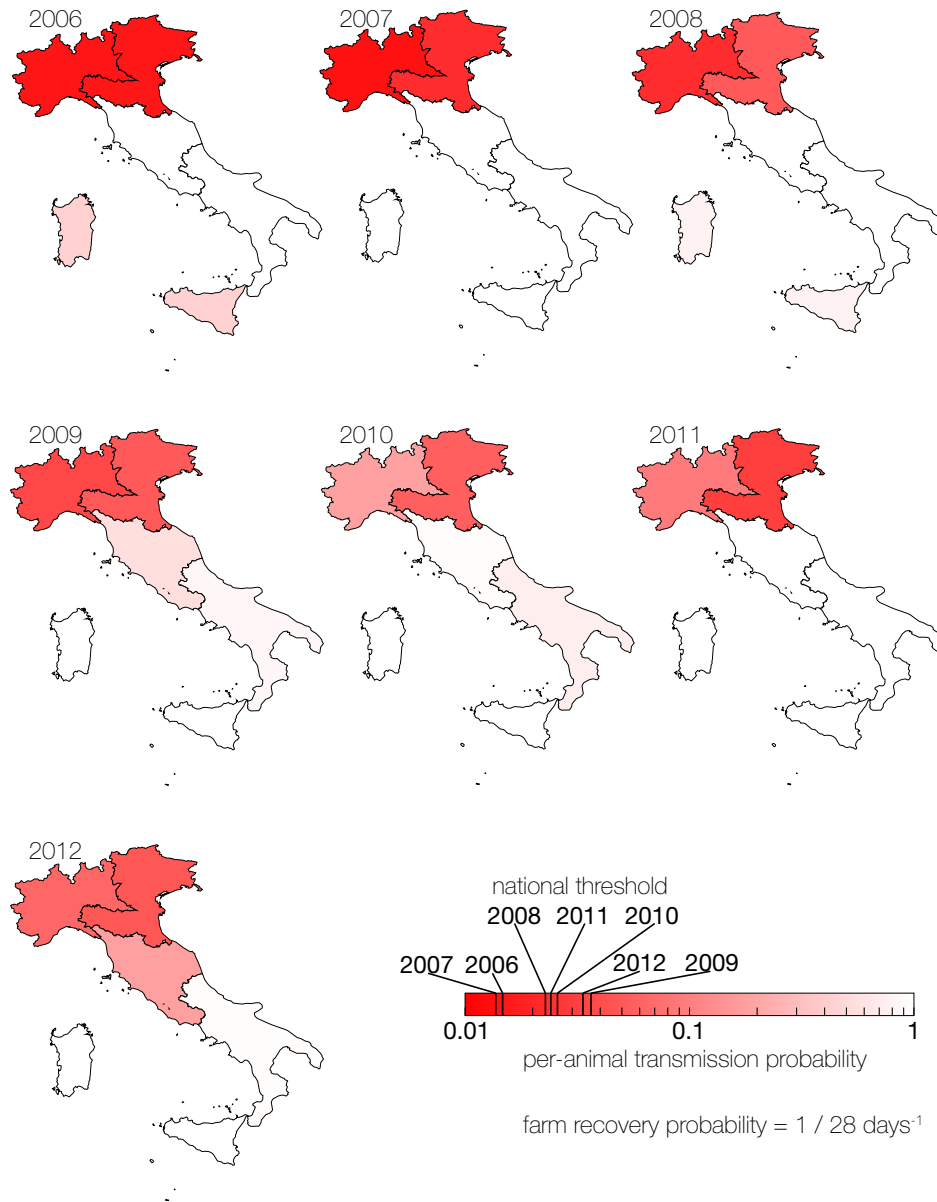 2006
2007
2008
2009
2010
2011
2012
national threshold
2008 2011 2010
2007 2006 2012 2009
0.01 0.1 1
per-animal transmission probability
farm recovery probability = 1 / 28 days⁻¹